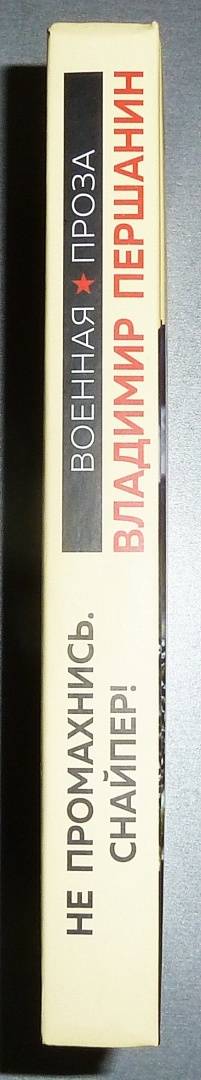 НЕ ПРОМАХНИСЬ.
СНАЙПЕР!
ВОЕННАЯ ★ ПРОЗА
ВЛАДИМИР ПЕРШАНИН